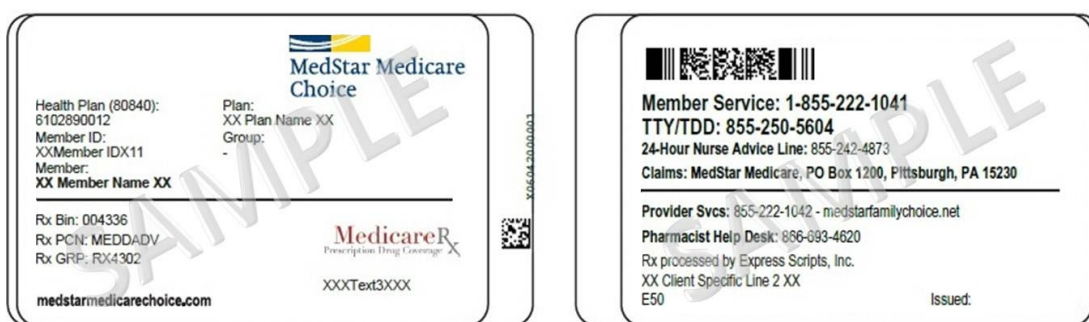 MedStar Medicare
Choice
Health Plan (80840):
6102890012
Member ID:
XXMember IDX11
Member:
XX Member Name XX
Plan:
XX Plan Name XX
Group:
-
Rx Bin: 004336
Rx PCN: MEDDADV
Rx GRP: RX4302
MedicareRx
Prescription Drug Coverage
XXXText3XXX
medstarmedicarechoice.com
SAMPLE
Member Service: 1-855-222-1041
TTY/TDD: 855-250-5604
24-Hour Nurse Advice Line: 855-242-4873
Claims: MedStar Medicare, PO Box 1200, Pittsburgh, PA 15230
Provider Svcs: 855-222-1042 - medstarfamilychoice.net
Pharmacist Help Desk: 866-693-4620
Rx processed by Express Scripts, Inc.
XX Client Specific Line 2 XX
E50 Issued:
SAMPLE